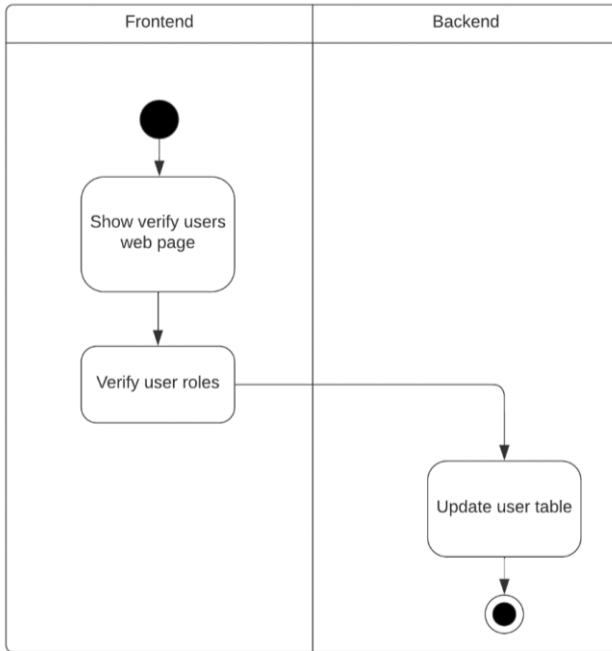 Frontend
Backend
Show verify users
web page
Verify user roles
Update user table